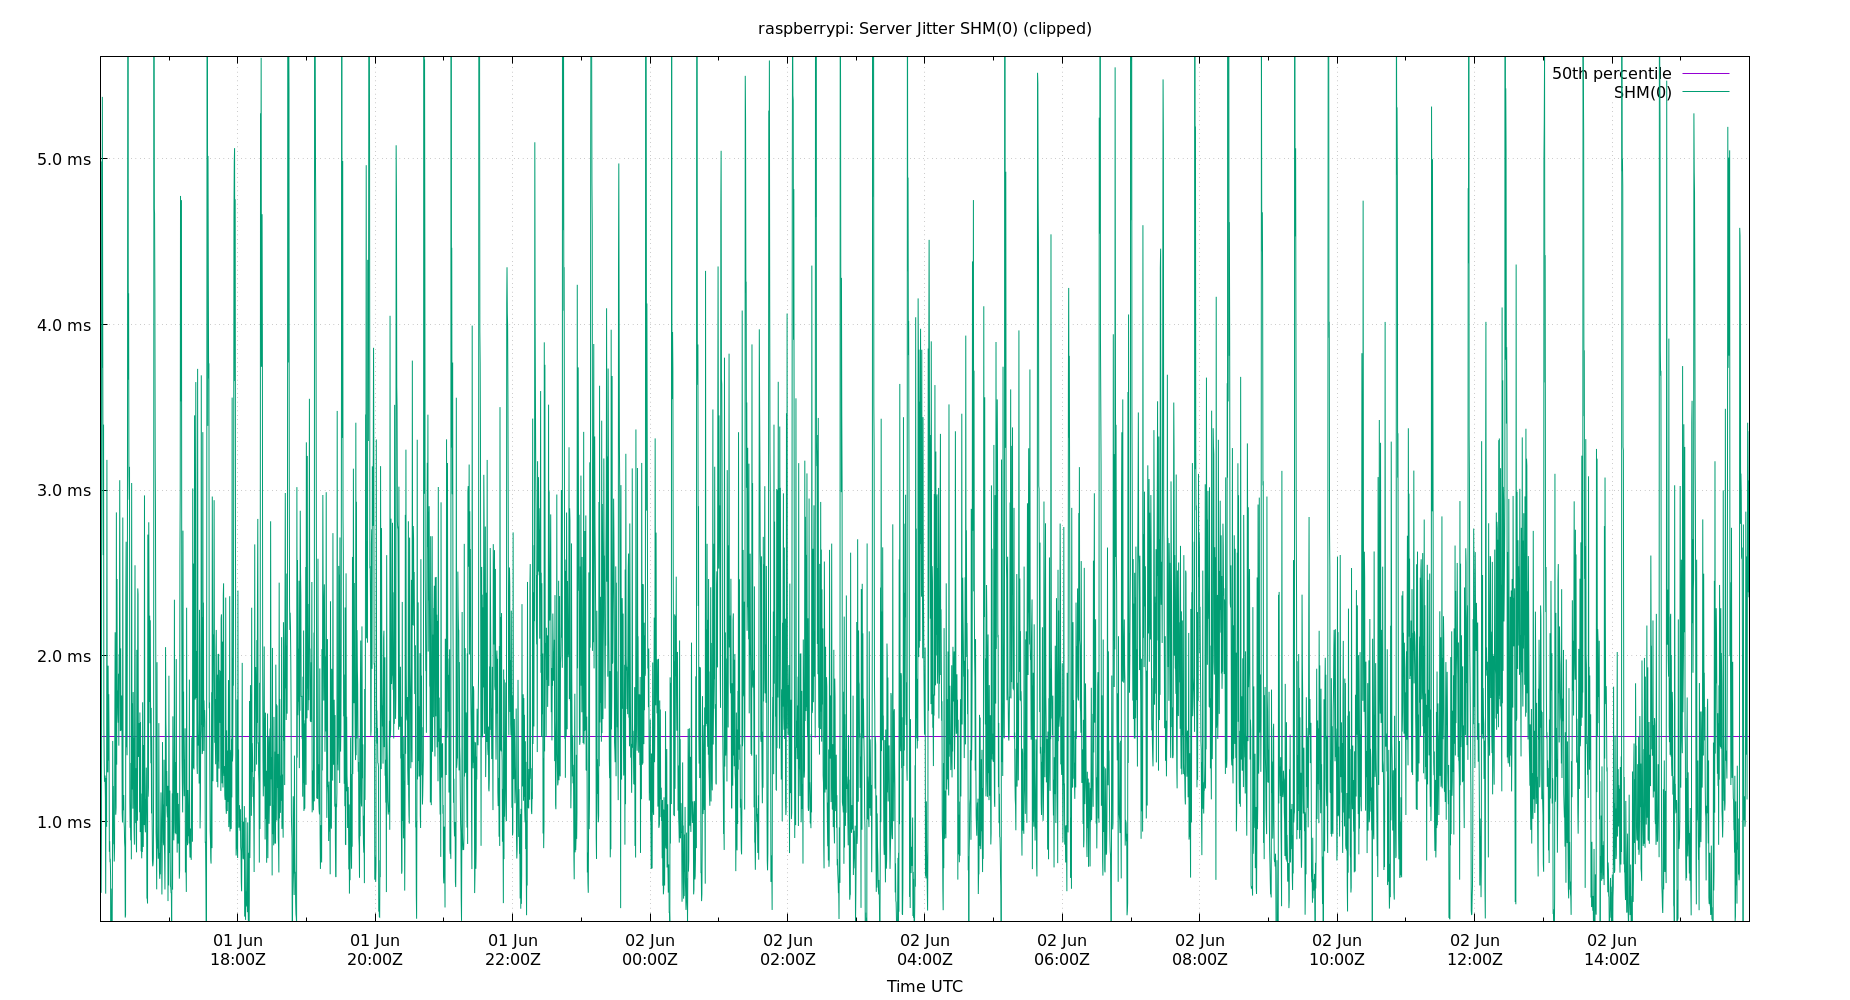 raspberrypi: Server Jitter SHM(0) (clipped)
50th percentile
SHM(0)
5.0 ms
4.0 ms
3.0 ms
2.0 ms
1.0 ms
01 Jun 01 Jun 01 Jun 02 Jun 02 Jun 02 Jun 02 Jun 02 Jun 02 Jun 02 Jun 02 Jun
18:00Z 20:00Z 22:00Z 00:00Z 02:00Z 04:00Z 06:00Z 08:00Z 10:00Z 12:00Z 14:00Z
Time UTC